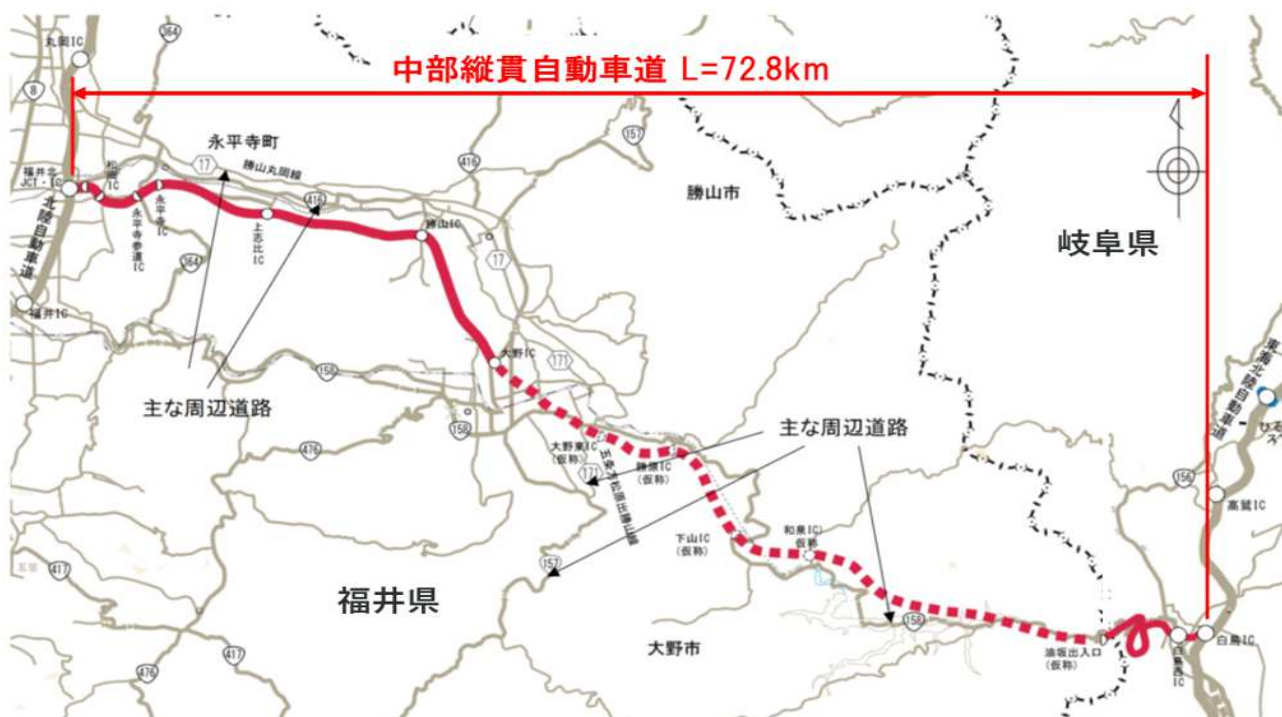 中部縦貫自動車道 L=72.8km
丸岡IC
364
8
永平寺町
157
416
17
勝山丸岡線
勝山市
岐阜県
福井北
JCT・IC
松岡IC
416
永平寺参道IC
永平寺IC
上志比IC
勝山IC
北陸自動車道
364
17
福井IC
大野IC
171
158
東海北陸自動車道
主な周辺道路
主な周辺道路
158
476
大野東IC
(仮称)
171
五条方松原出勝山線
勝原IC
(仮称)
156
高鷲IC
下山IC
(仮称)
和泉IC
仮称
157
417
福井県
158
大野市
油坂出入口
(仮称)
白鳥西IC
白鳥IC
417
476